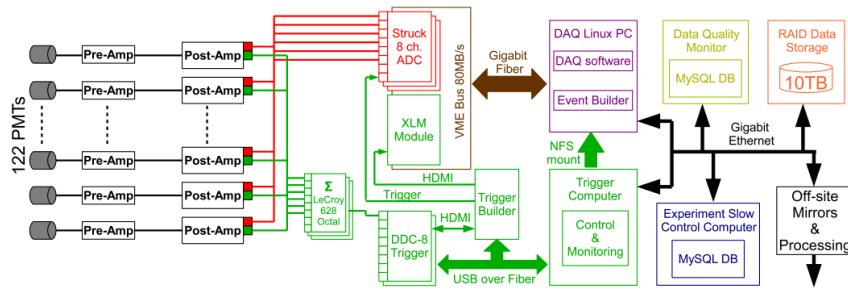 122 PMTs
Pre-Amp
Post-Amp
Pre-Amp
Post-Amp
Pre-Amp
Post-Amp
Pre-Amp
Post-Amp
Pre-Amp
Post-Amp
Struck
8 ch.
ADC
XLM
Module
VME Bus 80MB/s
Σ
LeCroy
628
Octal
HDMI
Trigger
HDMI
DDC-8
Trigger
Trigger
Builder
USB over Fiber
Gigabit
Fiber
DAQ Linux PC
DAQ software
Event Builder
NFS
mount
Trigger
Computer
Control
&
Monitoring
Data Quality
Monitor
MySQL DB
RAID Data
Storage
10TB
Gigabit
Ethernet
Experiment Slow
Control Computer
MySQL DB
Off-site
Mirrors
&
Processing